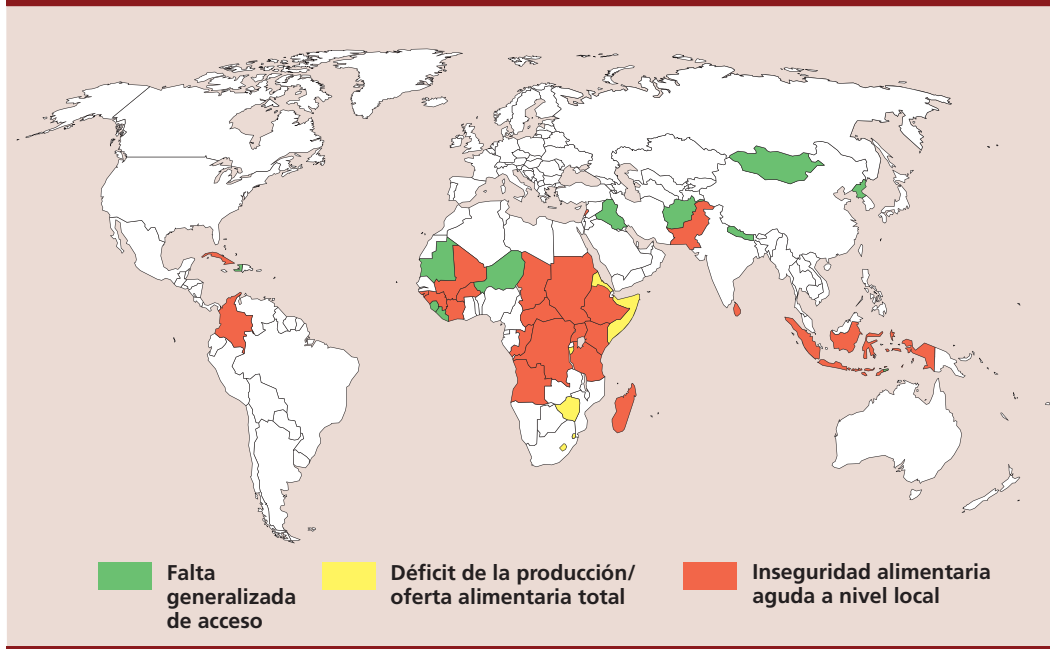 Falta
generalizada
de acceso
Déficit de la producción/
oferta alimentaria total
Inseguridad alimentaria
aguda a nivel local